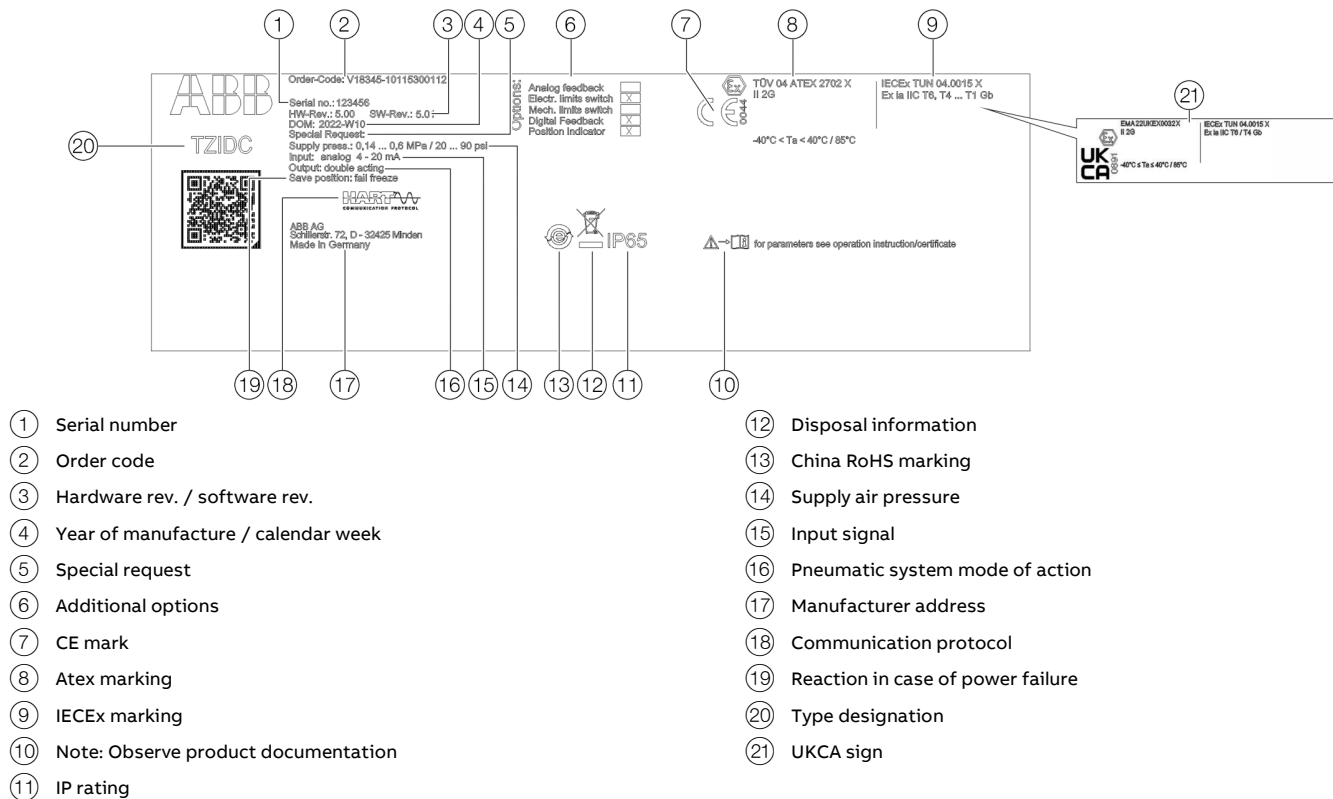 1 2 3 4 5 6 7 8 9
ABB
Order-Code: V18345-10115300112
Serial no.: 123456
HW-Rev.: 5.00 SW-Rev.: 5.0
DOM: 2022-W10
Special Request:
Supply press.: 0,14 ... 0,6 MPa / 20 ... 90 psi
Input: analog 4 - 20 mA
Output: double acting
Save position: fail freeze
20
TZIDC
HART
COMMUNICATION PROTOCOL
ABB AG
Schillerstr. 72, D - 32425 Minden
Made in Germany
Options:
Analog feedback
Electr. limits switch X
Mech. limits switch
Digital Feedback X
Position Indicator X
IP65
CE 0044
Ex
TÜV 04 ATEX 2702 X
II 2G
-40°C < Ta < 40°C / 85°C
IECEx TUN 04.0015 X
Ex ia IIC T6, T4 ... T1 Gb
for parameters see operation instruction/certificate
21
Ex
EMA22UKEX0032X
II 2G
UK
CA
0891
-40°C ≤ Ta ≤ 40°C / 85°C
IECEx TUN 04.0015 X
Ex ia IIC T6 / T4 Gb
19 18 17 16 15 14 13 12 11 10
1 Serial number
2 Order code
3 Hardware rev. / software rev.
4 Year of manufacture / calendar week
5 Special request
6 Additional options
7 CE mark
8 Atex marking
9 IECEx marking
10 Note: Observe product documentation
11 IP rating
12 Disposal information
13 China RoHS marking
14 Supply air pressure
15 Input signal
16 Pneumatic system mode of action
17 Manufacturer address
18 Communication protocol
19 Reaction in case of power failure
20 Type designation
21 UKCA sign